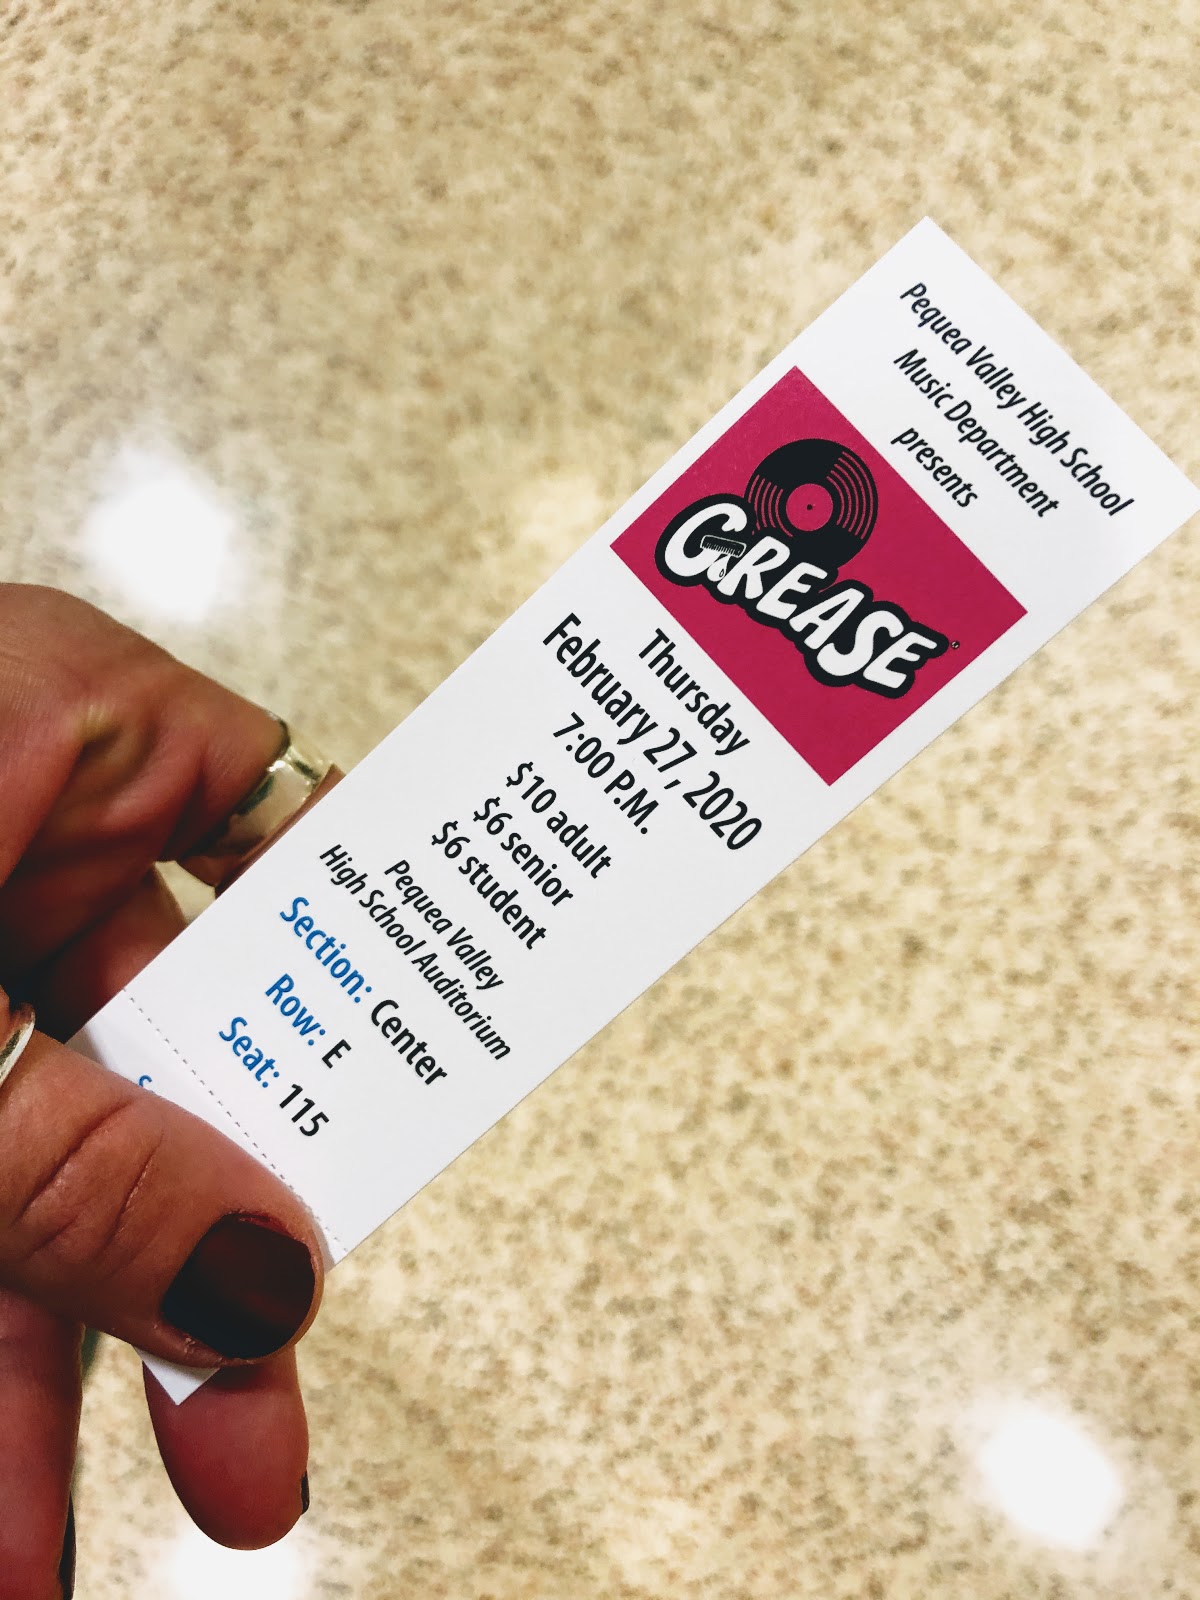 Pequea Valley High School
Music Department
presents
GREASE
Thursday
February 27, 2020
7:00 P.M.
$10 adult
$6 senior
$6 student
Pequea Valley
High School Auditorium
Section: Center
Row: E
Seat: 115